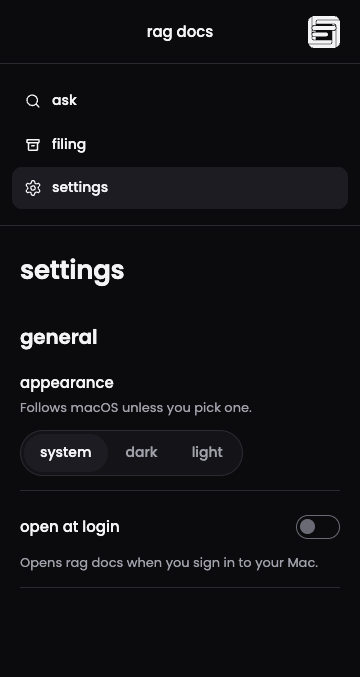 rag docs
ask
filing
settings
settings
general
appearance
Follows macOS unless you pick one.
system dark light
open at login
Opens rag docs when you sign in to your Mac.